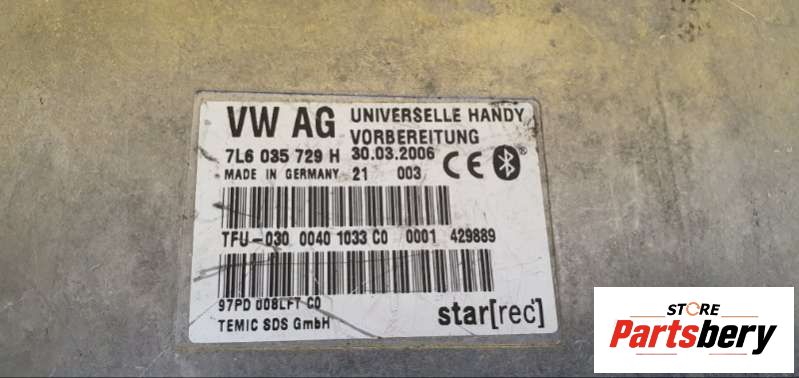 VW AG UNIVERSELLE HANDY
VORBEREITUNG
7L6 035 729 H 30.03.2006
MADE IN GERMANY 21 003 CE
TFU-030 0040 1033 C0 0001 429889
97PD 008LFT C0
TEMIC SDS GmbH star[rec]
STORE
Partsbery